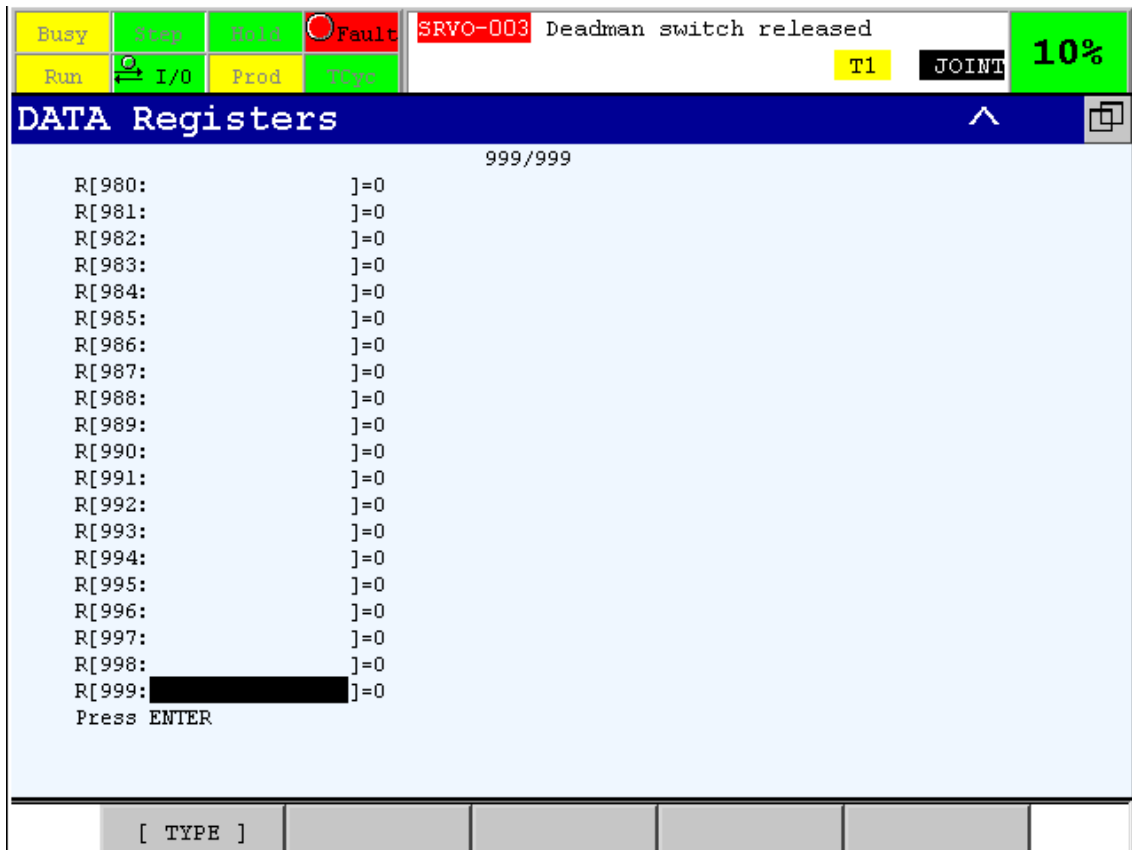 Busy Step Hold Fault SRVO-003 Deadman switch released
Run I/O Prod TCyc T1 JOINT 10%
DATA Registers
999/999
R[980: ]=0
R[981: ]=0
R[982: ]=0
R[983: ]=0
R[984: ]=0
R[985: ]=0
R[986: ]=0
R[987: ]=0
R[988: ]=0
R[989: ]=0
R[990: ]=0
R[991: ]=0
R[992: ]=0
R[993: ]=0
R[994: ]=0
R[995: ]=0
R[996: ]=0
R[997: ]=0
R[998: ]=0
R[999: ]=0
Press ENTER
[ TYPE ]